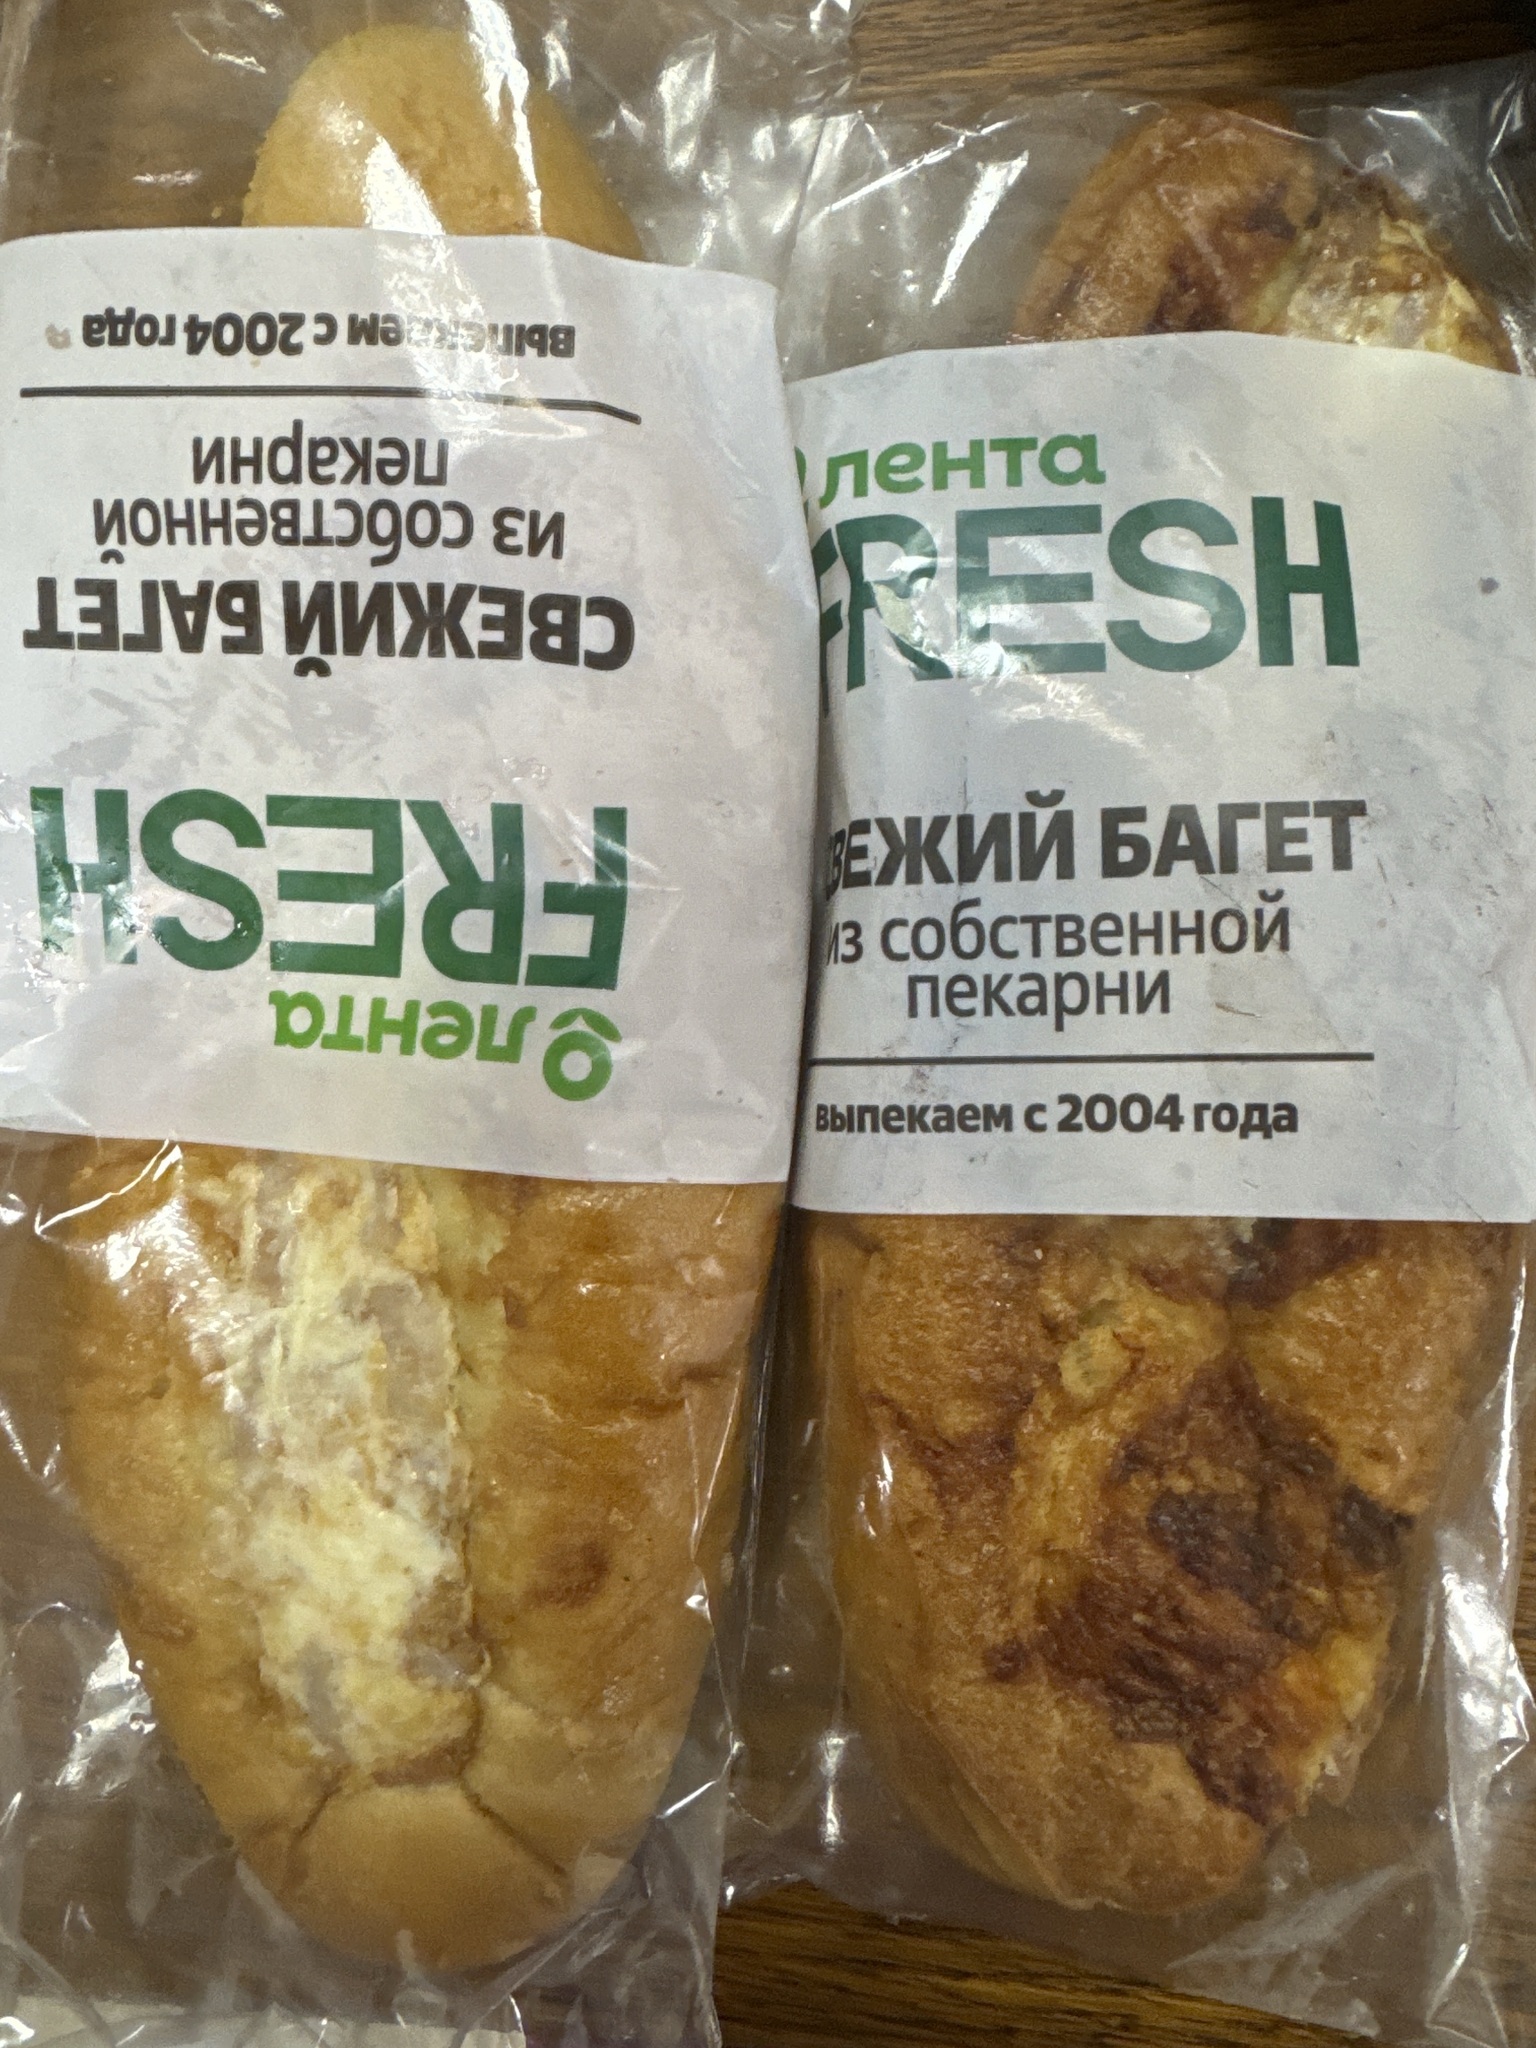 лента
FRESH
СВЕЖИЙ БАГЕТ
из собственной
пекарни
выпекаем с 2004 года
лента
FRESH
СВЕЖИЙ БАГЕТ
из собственной
пекарни
выпекаем с 2004 года